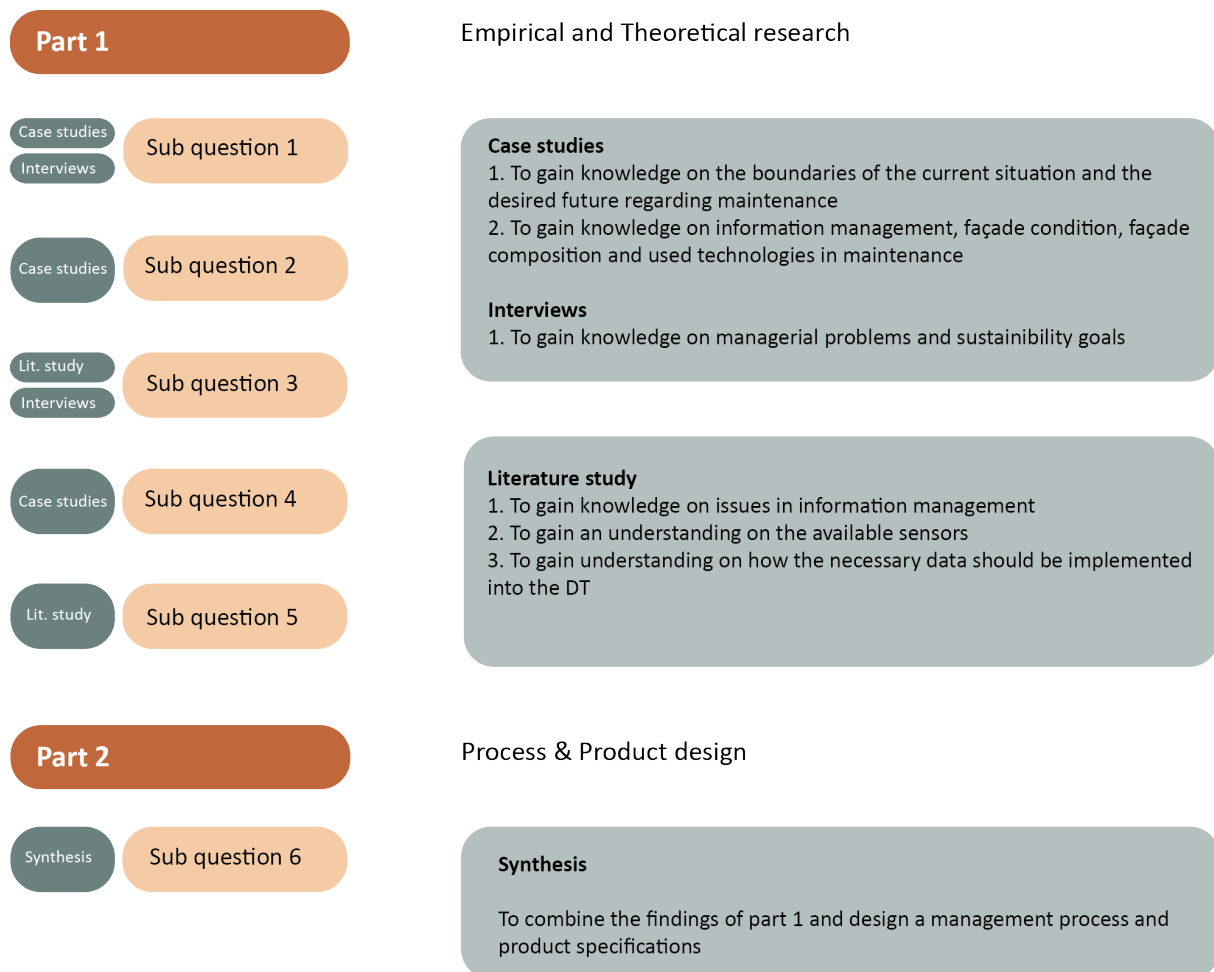 Part 1
Empirical and Theoretical research
Case studies
Interviews
Sub question 1
Case studies
Sub question 2
Lit. study
Interviews
Sub question 3
Case studies
Sub question 4
Lit. study
Sub question 5
Case studies
1. To gain knowledge on the boundaries of the current situation and the
desired future regarding maintenance
2. To gain knowledge on information management, façade condition, façade
composition and used technologies in maintenance
Interviews
1. To gain knowledge on managerial problems and sustainibility goals
Literature study
1. To gain knowledge on issues in information management
2. To gain an understanding on the available sensors
3. To gain understanding on how the necessary data should be implemented
into the DT
Part 2
Process & Product design
Synthesis
Sub question 6
Synthesis
To combine the findings of part 1 and design a management process and
product specifications